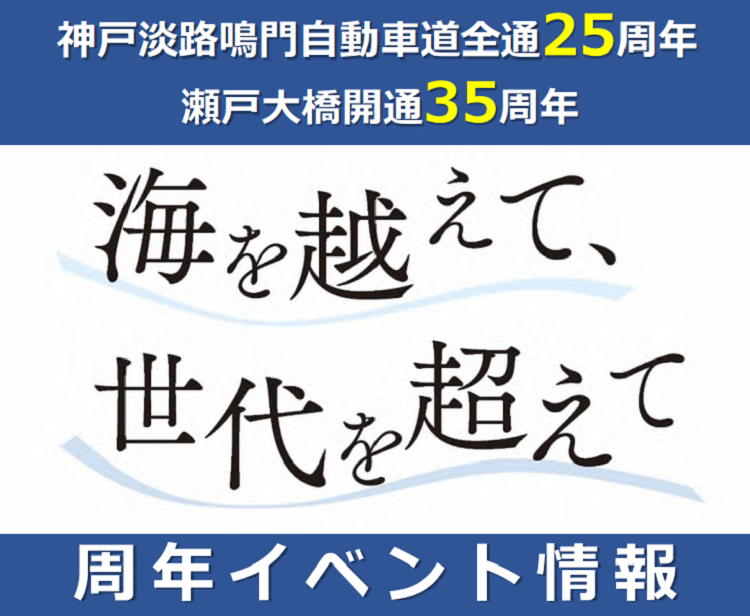 神戸淡路鳴門自動車道全通25周年
瀬戸大橋開通35周年
海を越えて、
世代を超えて
周年イベント情報